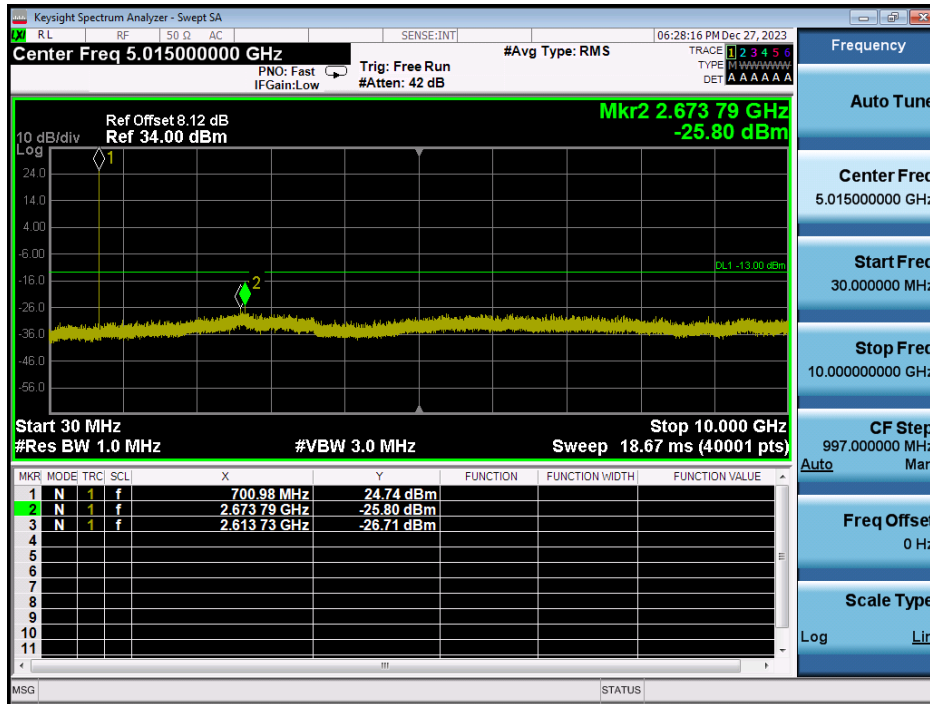 Keysight Spectrum Analyzer - Swept SA
LXI RL RF 50 Ω AC SENSE:INT 06:28:16 PM Dec 27, 2023
Center Freq 5.015000000 GHz
PNO: Fast
IFGain:Low
Trig: Free Run
#Atten: 42 dB
#Avg Type: RMS
TRACE 1 2 3 4 5 6
TYPE M WWWWW
DET A A A A A A
Ref Offset 8.12 dB
Ref 34.00 dBm
10 dB/div
Log
Mkr2 2.673 79 GHz
-25.80 dBm
1
24.0
14.0
4.00
-6.00
DL1 -13.00 dBm
-16.0
2
-26.0
-36.0
-46.0
-56.0
Start 30 MHz Stop 10.000 GHz
#Res BW 1.0 MHz #VBW 3.0 MHz Sweep 18.67 ms (40001 pts)
MKR MODE TRC SCL X Y FUNCTION FUNCTION WIDTH FUNCTION VALUE
1 N 1 f 700.98 MHz 24.74 dBm
2 N 1 f 2.673 79 GHz -25.80 dBm
3 N 1 f 2.613 73 GHz -26.71 dBm
4
5
6
7
8
9
10
11
MSG STATUS
Frequency
Auto Tune
Center Freq
5.015000000 GHz
Start Freq
30.000000 MHz
Stop Freq
10.000000000 GHz
CF Step
997.000000 MHz
Auto Man
Freq Offset
0 Hz
Scale Type
Log Lin